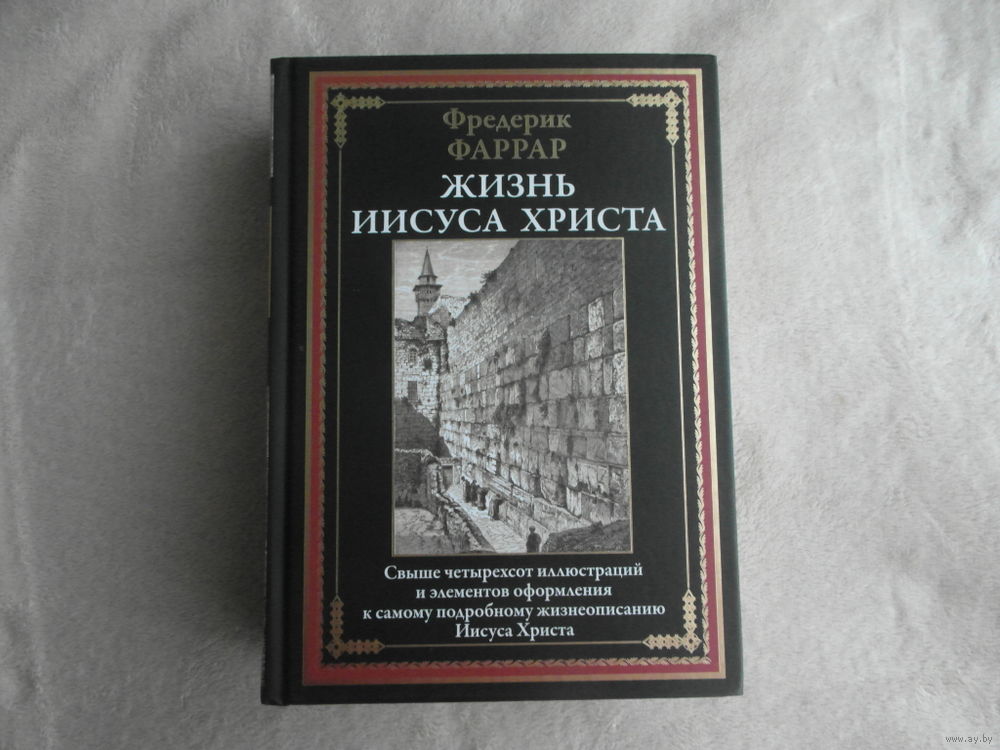 Фредерик
ФАРРАР
ЖИЗНЬ
ИИСУСА ХРИСТА
Свыше четырехсот иллюстраций
и элементов оформления
к самому подробному жизнеописанию
Иисуса Христа
www.ay.by